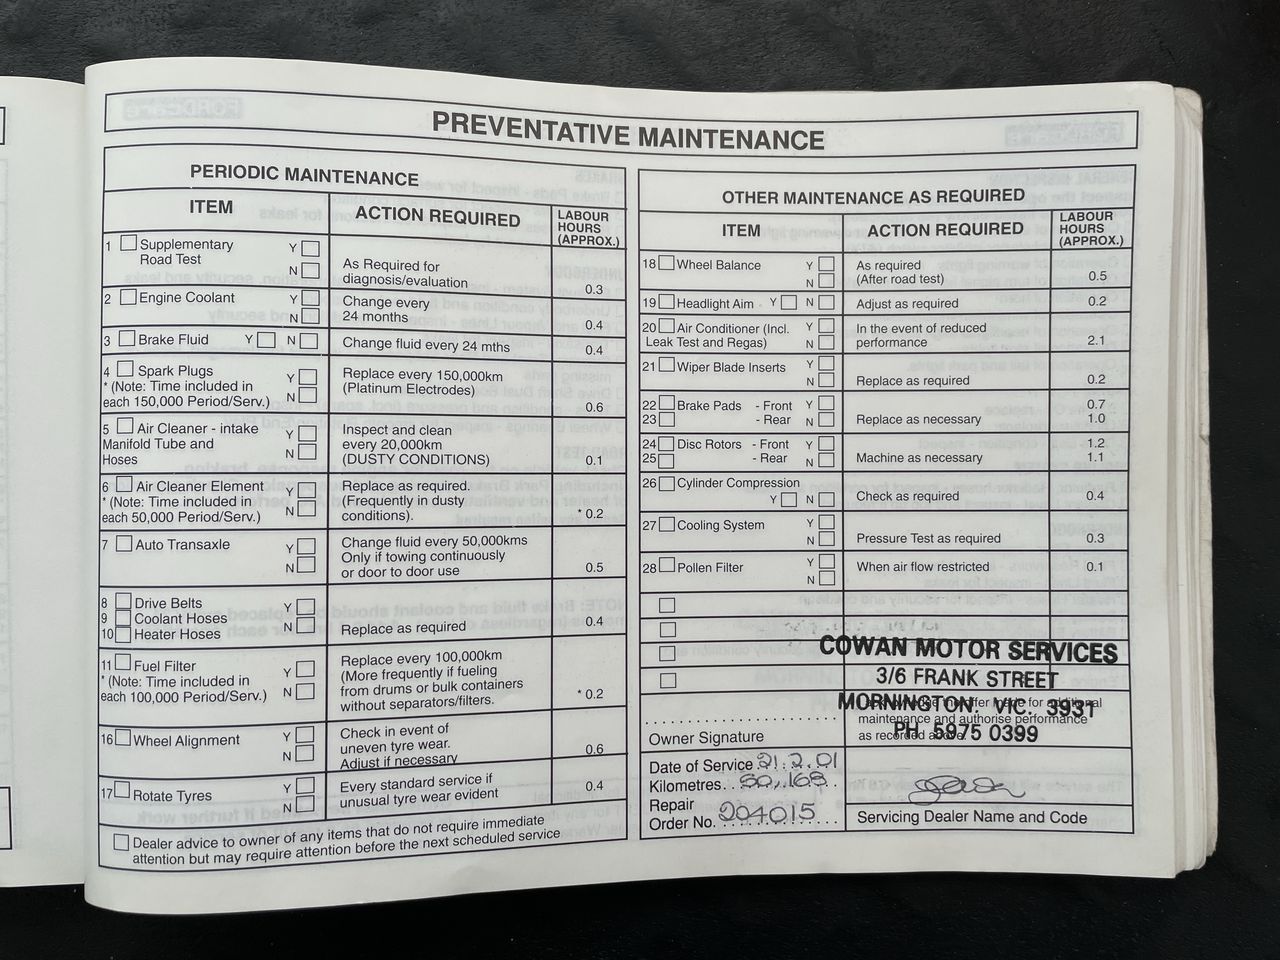 PREVENTATIVE MAINTENANCE
PERIODIC MAINTENANCE
ITEM
ACTION REQUIRED
LABOUR
HOURS
(APPROX.)
1 Supplementary
Road Test
Y
N
As Required for
diagnosis/evaluation
0.3
2 Engine Coolant
Y
N
Change every
24 months
0.4
3 Brake Fluid Y N
Change fluid every 24 mths
0.4
4 Spark Plugs
* (Note: Time included in
each 150,000 Period/Serv.)
Y
N
Replace every 150,000km
(Platinum Electrodes)
0.6
5 Air Cleaner - intake
Manifold Tube and
Hoses
Y
N
Inspect and clean
every 20,000km
(DUSTY CONDITIONS)
0.1
6 Air Cleaner Element
* (Note: Time included in
each 50,000 Period/Serv.)
Y
N
Replace as required.
(Frequently in dusty
conditions).
* 0.2
7 Auto Transaxle
Y
N
Change fluid every 50,000kms
Only if towing continuously
or door to door use
0.5
8 Drive Belts
9 Coolant Hoses
10 Heater Hoses
Y
N
Replace as required
0.4
11 Fuel Filter
* (Note: Time included in
each 100,000 Period/Serv.)
Y
N
Replace every 100,000km
(More frequently if fueling
from drums or bulk containers
without separators/filters.
* 0.2
16 Wheel Alignment
Y
N
Check in event of
uneven tyre wear.
Adjust if necessary
0.6
17 Rotate Tyres
Y
N
Every standard service if
unusual tyre wear evident
0.4
Dealer advice to owner of any items that do not require immediate
attention but may require attention before the next scheduled service
OTHER MAINTENANCE AS REQUIRED
ITEM
ACTION REQUIRED
LABOUR
HOURS
(APPROX.)
18 Wheel Balance
Y
N
As required
(After road test)
0.5
19 Headlight Aim - Y N
Adjust as required
0.2
20 Air Conditioner (Incl.
Leak Test and Regas)
Y
N
In the event of reduced
performance
2.1
21 Wiper Blade Inserts
Y
N
Replace as required
0.2
22 Brake Pads - Front Y
23 - Rear N
Replace as necessary
0.7
1.0
24 Disc Rotors - Front Y
25 - Rear N
Machine as necessary
1.2
1.1
26 Cylinder Compression
Y N
Check as required
0.4
27 Cooling System
Y
N
Pressure Test as required
0.3
28 Pollen Filter
Y
N
When air flow restricted
0.1
COWAN MOTOR SERVICES
3/6 FRANK STREET
MORNINGTON. VIC. 3931
PH 5975 0399
I acknowledge the offer made for additional
maintenance and authorise performance
as recorded above.
Owner Signature
Date of Service 21.2.01
Kilometres 50,168
Repair
Order No. 204015
Servicing Dealer Name and Code